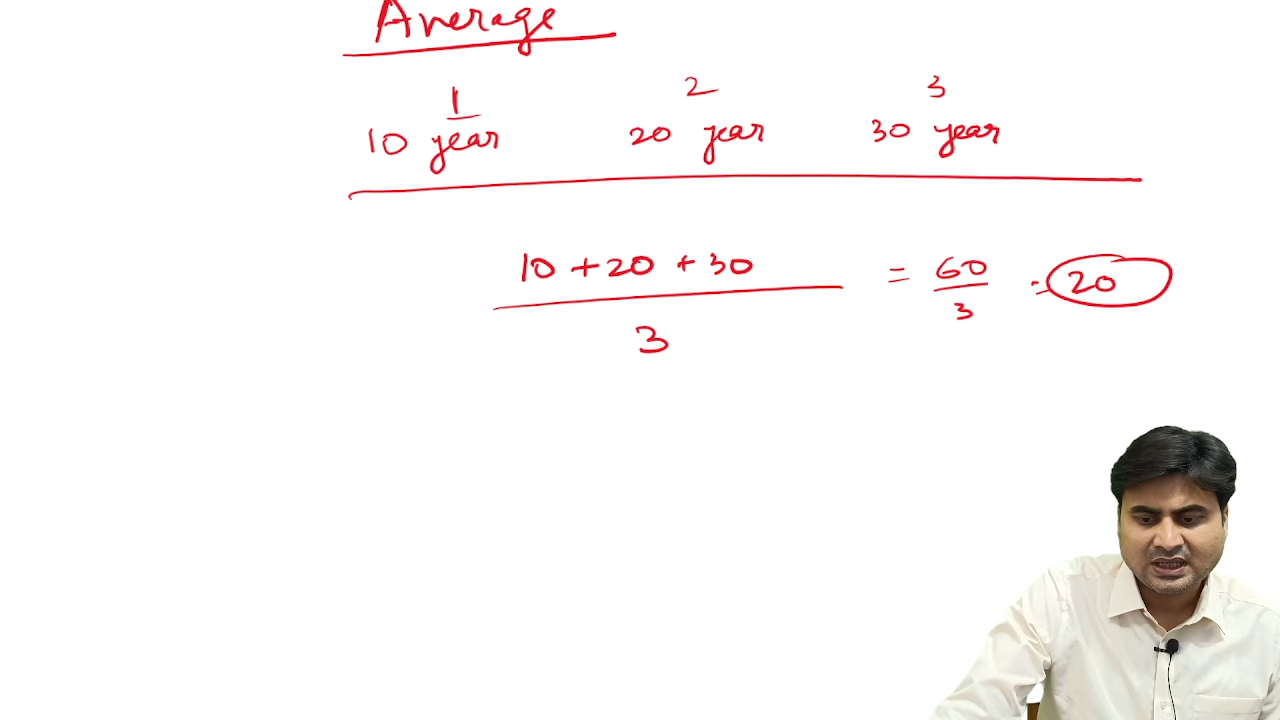 Average
1 2 3
10 year 20 year 30 year
10 + 20 + 30 = 60 = 20
3 3